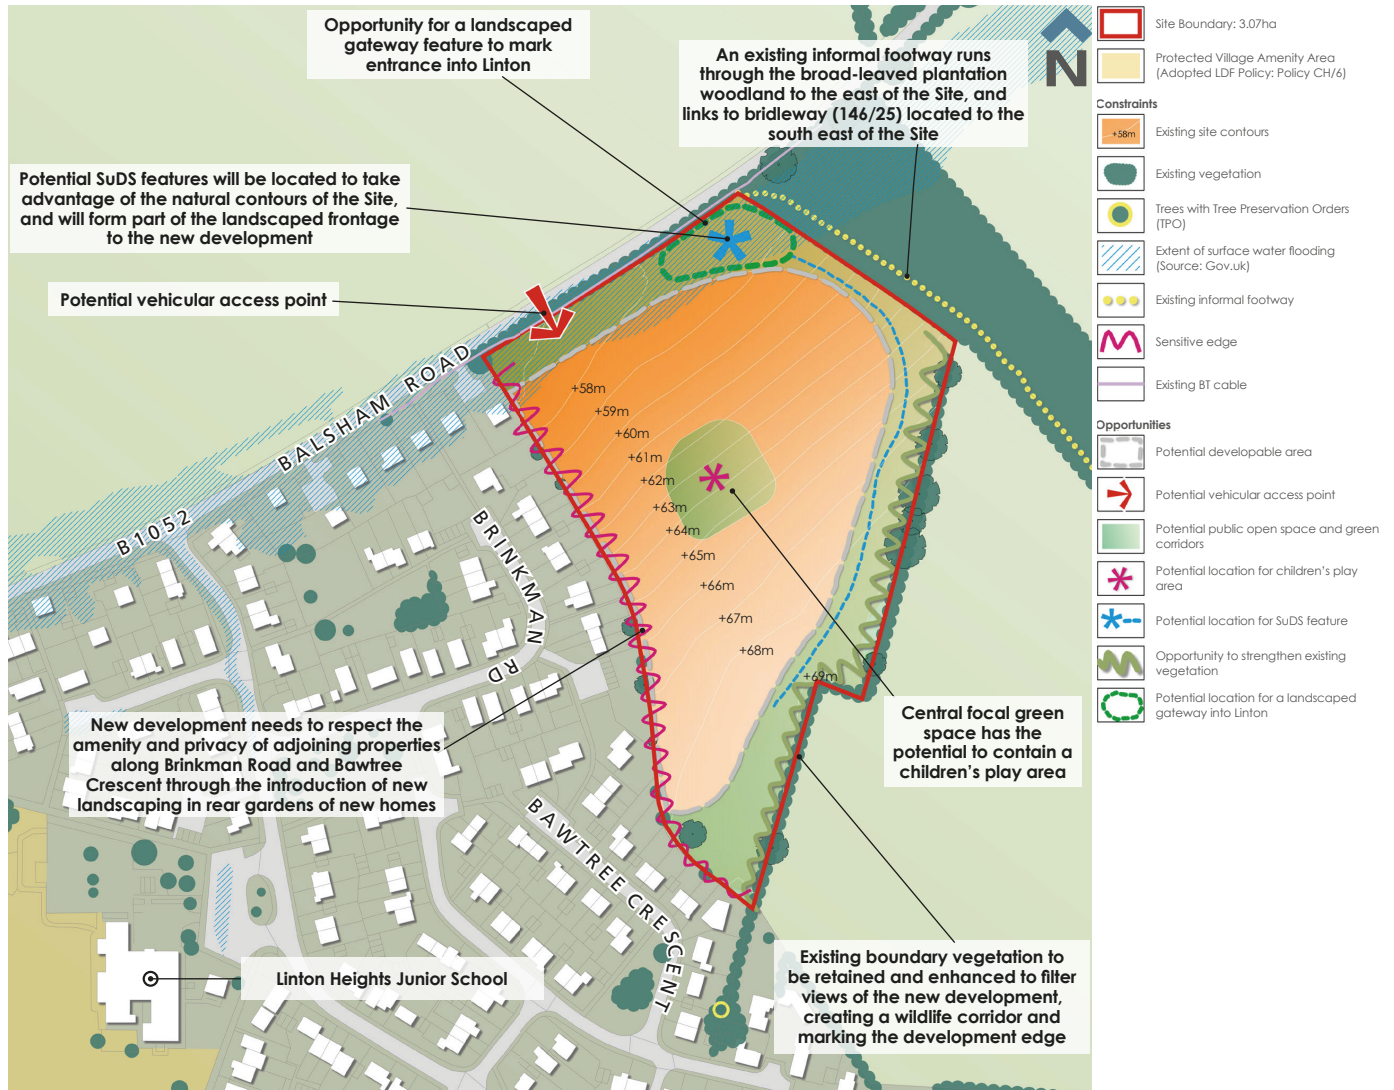 Opportunity for a landscaped
gateway feature to mark
entrance into Linton
An existing informal footway runs
through the broad-leaved plantation
woodland to the east of the Site, and
links to bridleway (146/25) located to the
south east of the Site
N
Potential SuDS features will be located to take
advantage of the natural contours of the Site,
and will form part of the landscaped frontage
to the new development
Potential vehicular access point
BALSHAM ROAD
B1052
BRINKMAN RD
BAWTREE CRESCENT
+58m
+59m
+60m
+61m
+62m
+63m
+64m
+65m
+66m
+67m
+68m
+69m
New development needs to respect the
amenity and privacy of adjoining properties
along Brinkman Road and Bawtree
Crescent through the introduction of new
landscaping in rear gardens of new homes
Central focal green
space has the
potential to contain a
children's play area
Linton Heights Junior School
Existing boundary vegetation to
be retained and enhanced to filter
views of the new development,
creating a wildlife corridor and
marking the development edge
Site Boundary: 3.07ha
Protected Village Amenity Area
(Adopted LDF Policy: Policy CH/6)
Constraints
+58m
Existing site contours
Existing vegetation
Trees with Tree Preservation Orders
(TPO)
Extent of surface water flooding
(Source: Gov.uk)
Existing informal footway
Sensitive edge
Existing BT cable
Opportunities
Potential developable area
Potential vehicular access point
Potential public open space and green
corridors
Potential location for children's play
area
Potential location for SuDS feature
Opportunity to strengthen existing
vegetation
Potential location for a landscaped
gateway into Linton